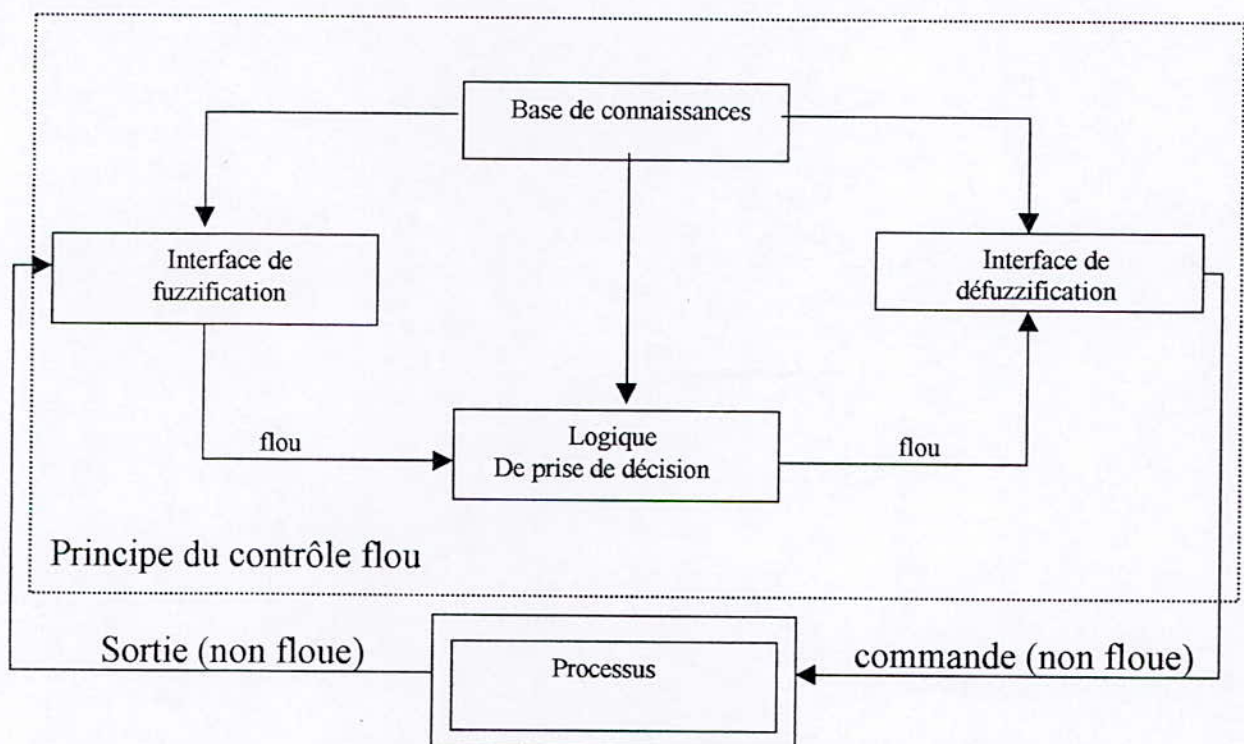 Base de connaissances
Interface de
fuzzification
Interface de
défuzzification
flou
Logique
De prise de décision
flou
Principe du contrôle flou
Sortie (non floue)
Processus
commande (non floue)